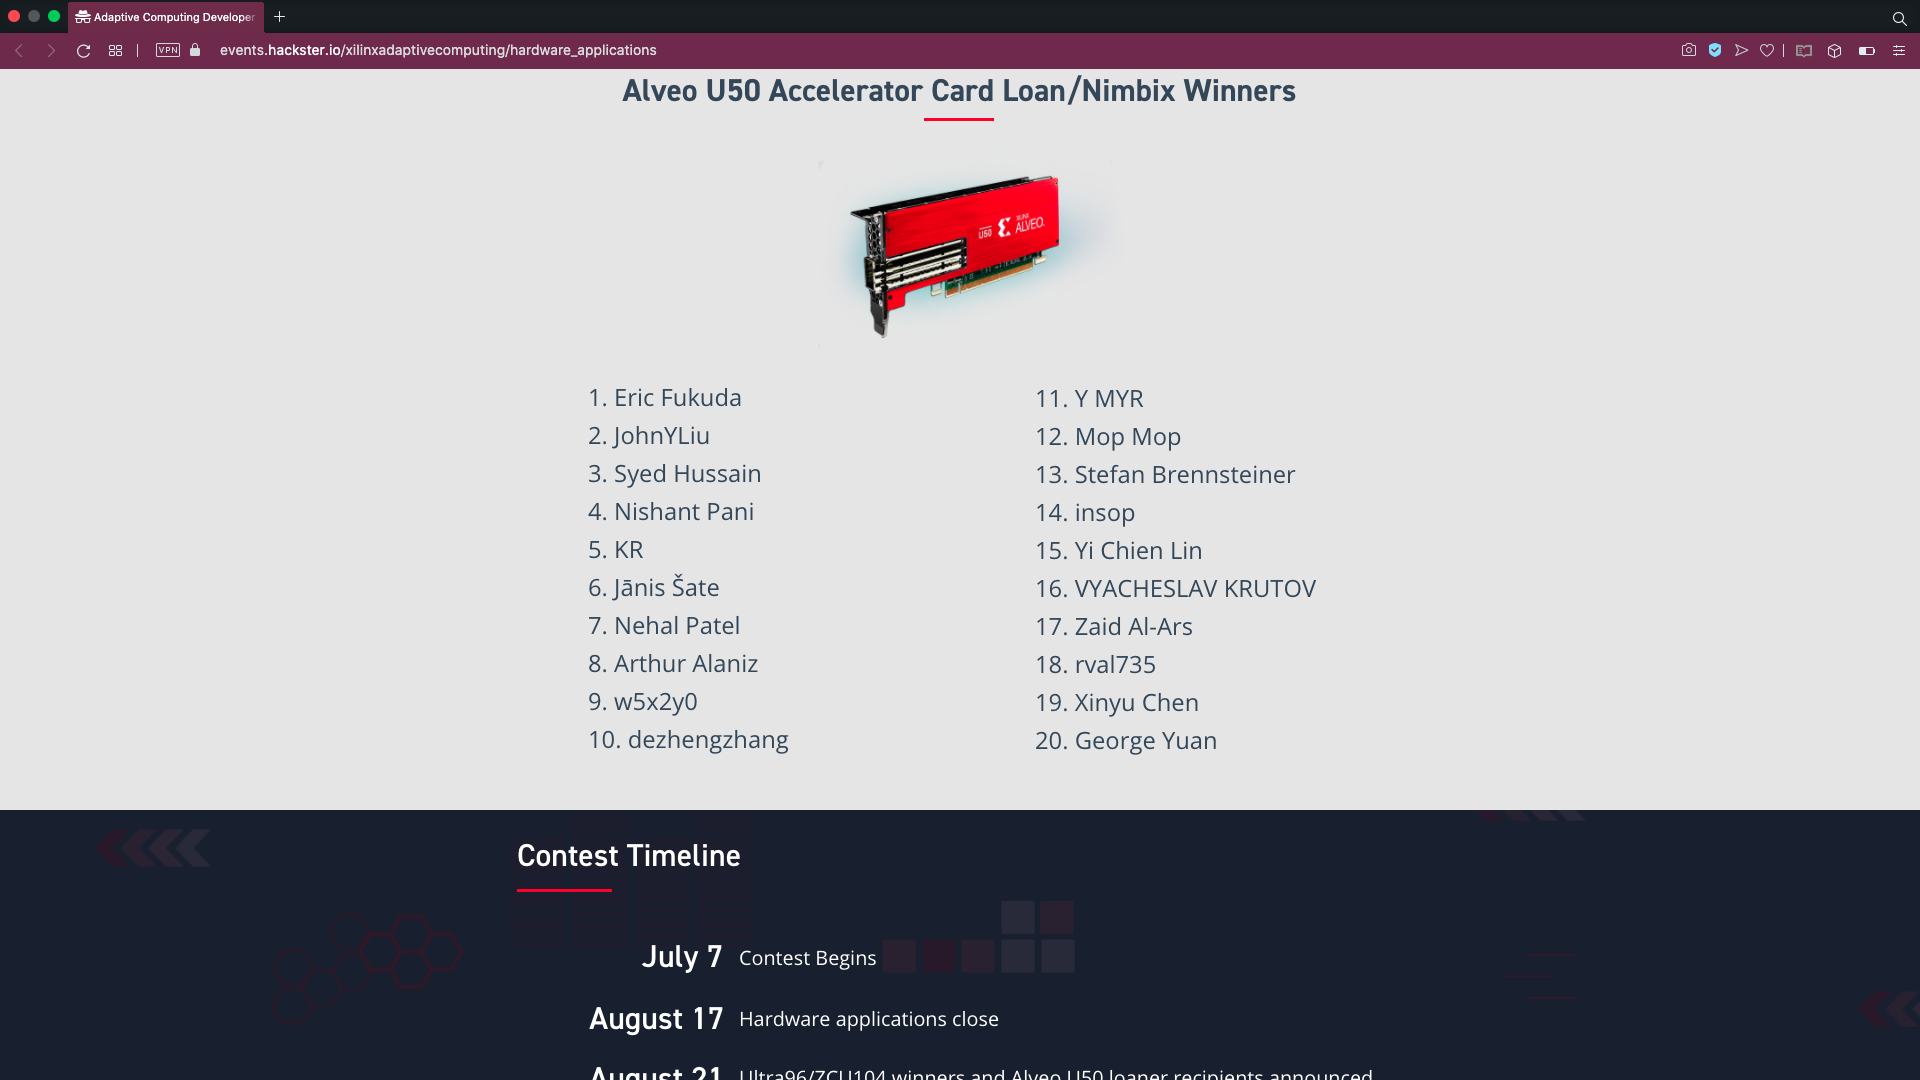 Adaptive Computing Developer
VPN
events.hackster.io/xilinxadaptivecomputing/hardware_applications
Alveo U50 Accelerator Card Loan/Nimbix Winners
XILINX
U50 ALVEO.
1. Eric Fukuda
2. JohnYLiu
3. Syed Hussain
4. Nishant Pani
5. KR
6. Jānis Šate
7. Nehal Patel
8. Arthur Alaniz
9. w5x2y0
10. dezhengzhang
11. Y MYR
12. Mop Mop
13. Stefan Brennsteiner
14. insop
15. Yi Chien Lin
16. VYACHESLAV KRUTOV
17. Zaid Al-Ars
18. rval735
19. Xinyu Chen
20. George Yuan
Contest Timeline
July 7 Contest Begins
August 17 Hardware applications close
August 21 Ultra96/ZCU104 winners and Alveo U50 loaner recipients announced